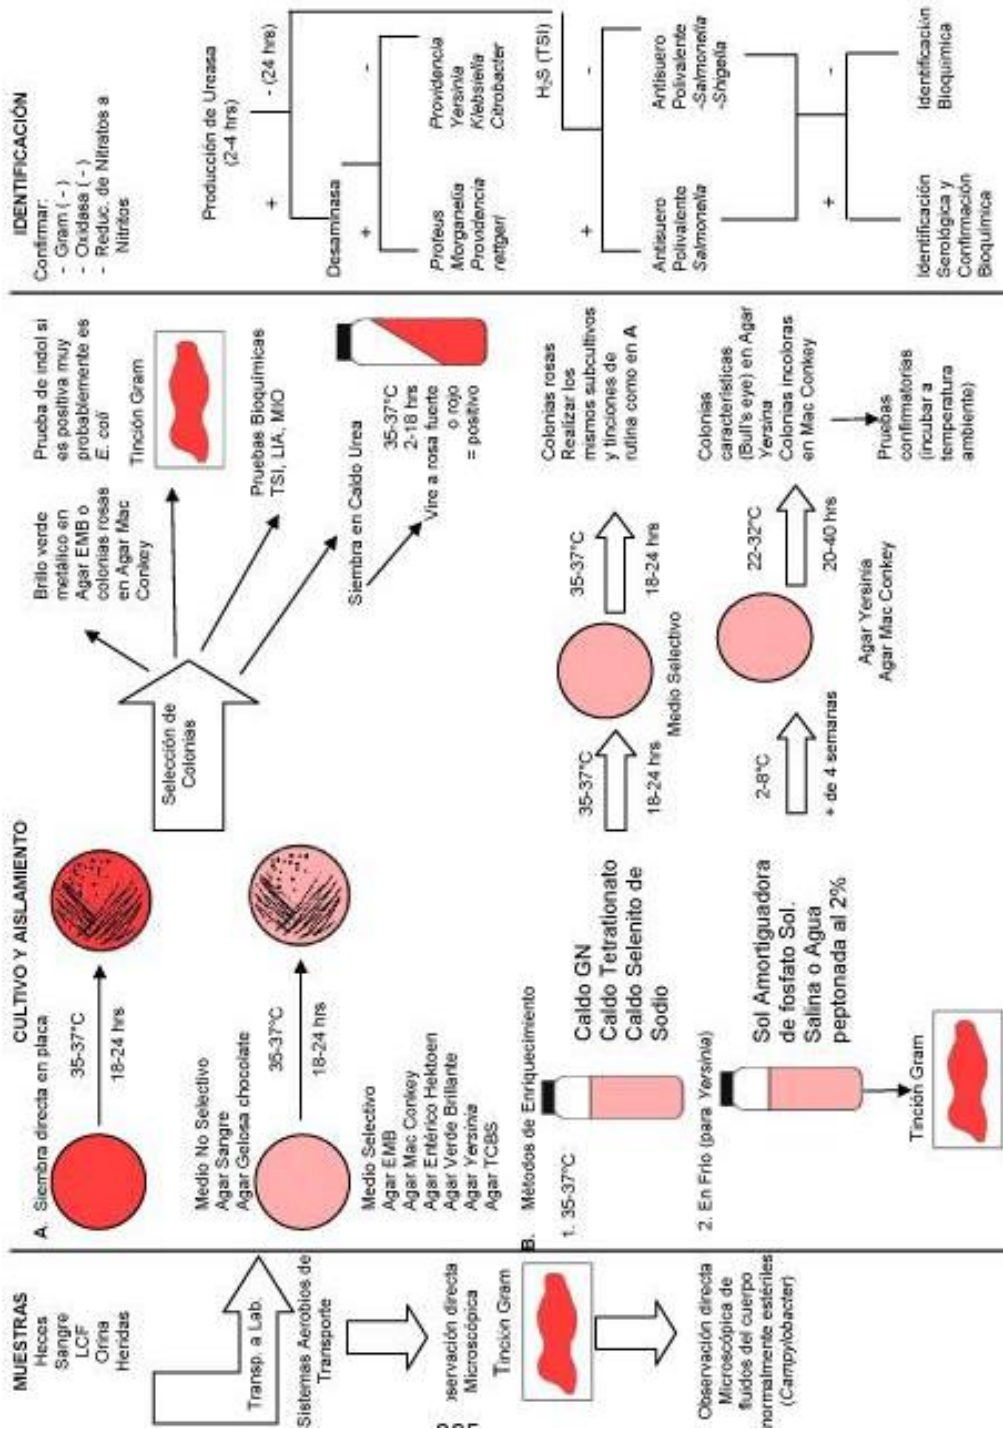 MUESTRAS
Heces
Sangre
LCF
Orina
Heridas
Transp. a Lab.
Sistemas Aerobios de
Transporte
servación directa
Microscópica
Tinción Gram
Observación directa
Microscópica de
fluidos del cuerpo
normalmente estériles
(Campylobacter)
CULTIVO Y AISLAMIENTO
A. Siembra directa en placa
35-37°C
18-24 hrs
Medio No Selectivo
Agar Sangre
Agar Gelosa chocolate
35-37°C
18-24 hrs
Medio Selectivo
Agar EMB
Agar Mac Conkey
Agar Entérico Hektoen
Agar Verde Brillante
Agar Yersinia
Agar TCBS
Selección de
Colonias
Brillo verde
metálico en
Agar EMB o
colonias rosas
en Agar Mac
Conkey
Prueba de indol si
es positiva muy
probablemente es
E. coli
Tinción Gram
Pruebas Bioquímicas
TSI, LIA, MIO
Siembra en Caldo Urea
35-37°C
2-18 hrs
Vire a rosa fuerte
o rojo
= positivo
B. Métodos de Enriquecimiento
1. 35-37°C
Caldo GN
Caldo Tetrationato
Caldo Selenito de
Sodio
35-37°C
18-24 hrs
Medio Selectivo
35-37°C
18-24 hrs
Colonias rosas
Realizar los
mismos subcultivos
y tinciones de
rutina como en A
2. En Frío (para Yersinia)
Sol Amortiguadora
de fosfato Sol.
Salina o Agua
peptonada al 2%
Tinción Gram
2-8°C
+ de 4 semanas
Agar Yersinia
Agar Mac Conkey
22-32°C
20-40 hrs
Colonias
características
(Bull's eye) en Agar
Yersinia
Colonias incoloras
en Mac Conkey
Pruebas
confirmatorias
(incubar a
temperatura
ambiente)
IDENTIFICACIÓN
Confirmar:
- Gram ( - )
- Oxidasa ( - )
- Reduc. de Nitratos a
Nitritos
Producción de Ureasa
(2-4 hrs)
+
- (24 hrs)
Desaminasa
+
-
Proteus
Morganella
Providencia
rettgeri
Providencia
Yersinia
Klebsiella
Citrobacter
H2S (TSI)
+
-
Antisuero
Polivalente
Salmonella
Antisuero
Polivalente
-Salmonella
-Shigella
+
-
Identificación
Serológica y
Confirmación
Bioquímica
Identificación
Bioquímica